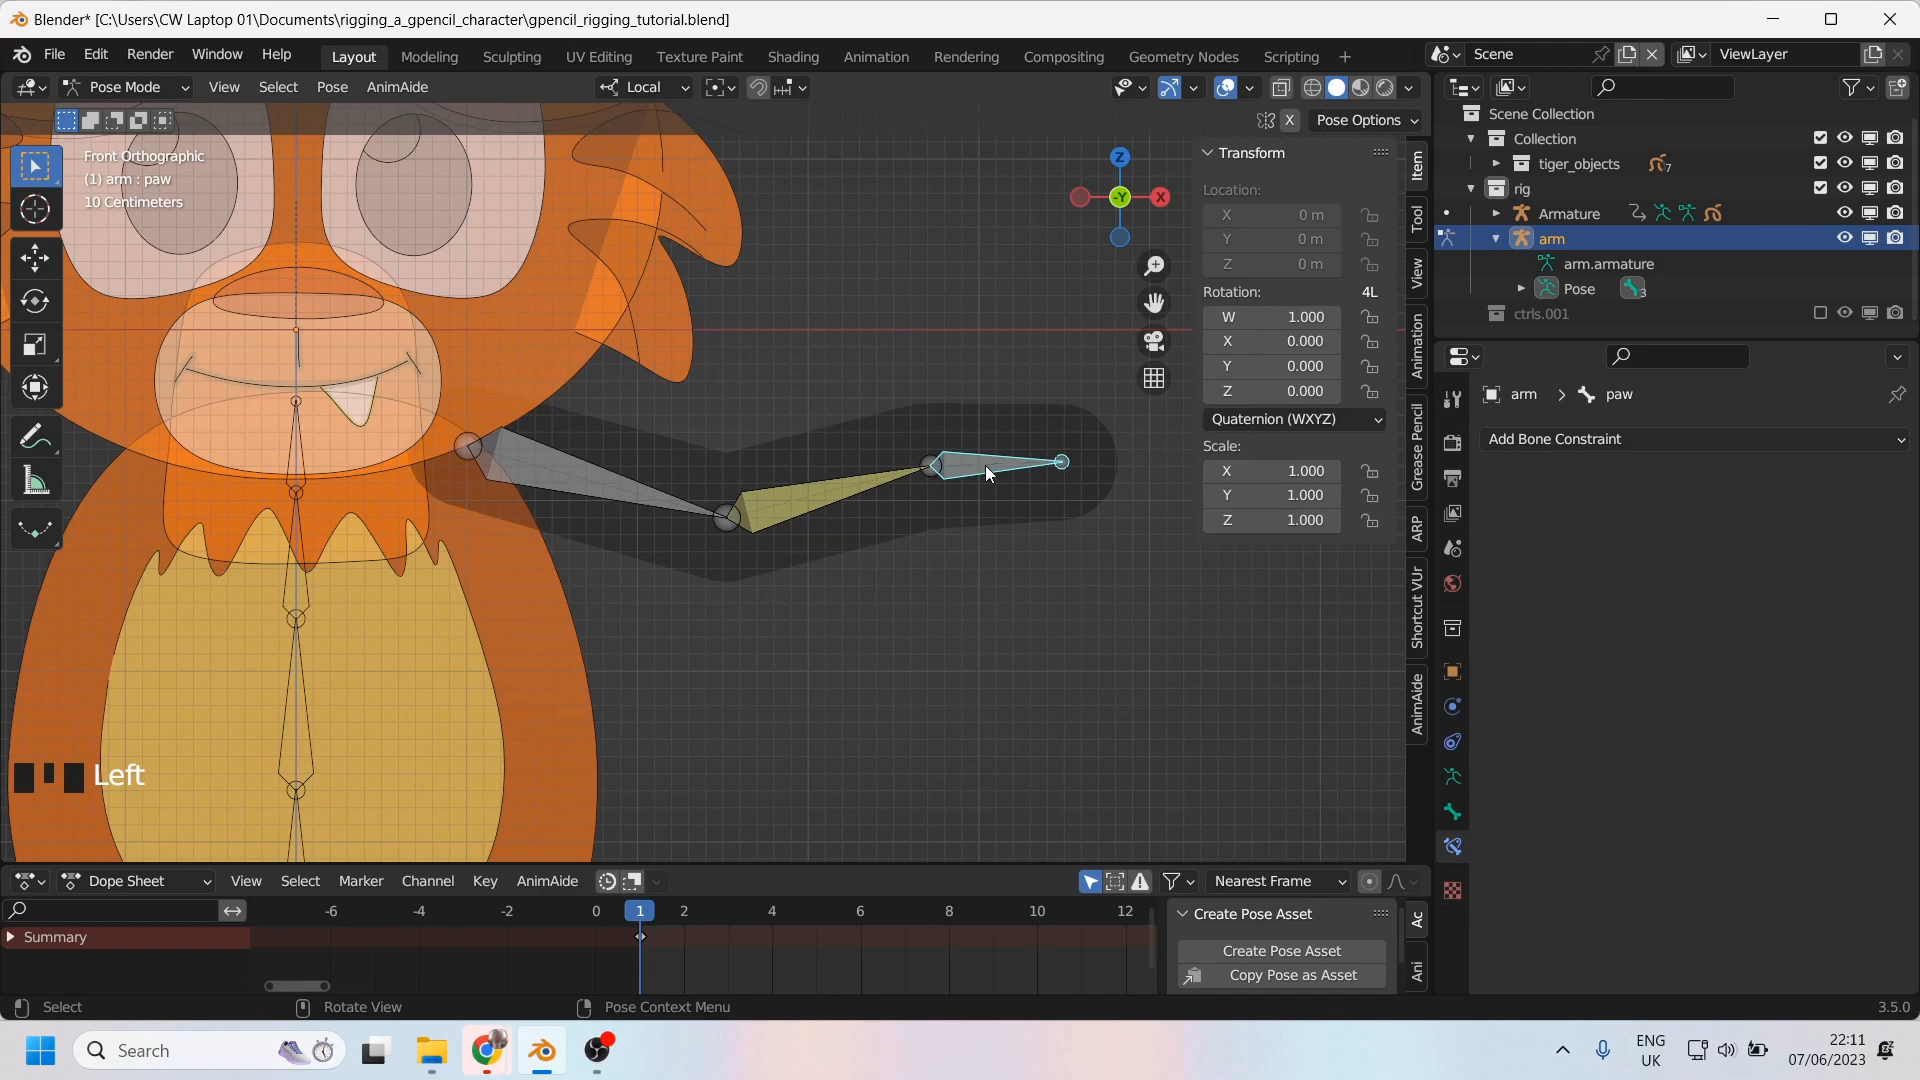 Blender* [C:\Users\CW Laptop 01\Documents\rigging_a_gpencil_character\gpencil_rigging_tutorial.blend]
File Edit Render Window Help Layout Modeling Sculpting UV Editing Texture Paint Shading Animation Rendering Compositing Geometry Nodes Scripting + Scene ViewLayer
Pose Mode View Select Pose AnimAide Local
X Pose Options
Front Orthographic
(1) arm : paw
10 Centimeters
Z
-Y X
Transform
Location:
X 0 m
Y 0 m
Z 0 m
Rotation: 4L
W 1.000
X 0.000
Y 0.000
Z 0.000
Quaternion (WXYZ)
Scale:
X 1.000
Y 1.000
Z 1.000
Item
Tool
View
Animation
Grease Pencil
ARP
Shortcut VUr
AnimAide
Scene Collection
Collection
tiger_objects 7
rig
Armature
arm
arm.armature
Pose 3
ctrls.001
arm > paw
Add Bone Constraint
Left
Dope Sheet View Select Marker Channel Key AnimAide Nearest Frame
-6 -4 -2 0 1 2 4 6 8 10 12
Summary
Create Pose Asset
Create Pose Asset
Copy Pose as Asset
Ac
Ani
Select Rotate View Pose Context Menu 3.5.0
Search
ENG
UK
22:11
07/06/2023